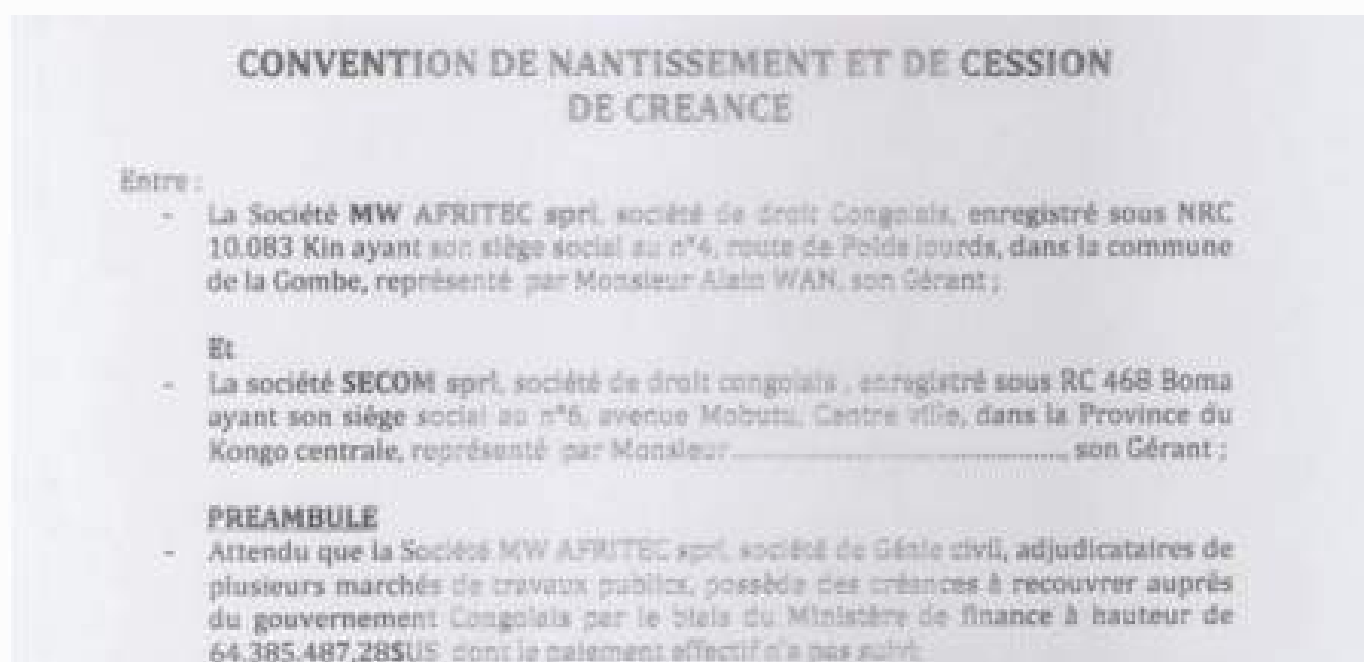 CONVENTION DE NANTISSEMENT ET DE CESSION
DE CREANCE
Entre :
- La Société MW AFRITEC sprl, société de droit Congolais, enregistré sous NRC
10.083 Kin ayant son siège social au n°4, route de Poids lourds, dans la commune
de la Gombe, représenté par Monsieur Alain WAN, son Gérant ;
Et
- La société SECOM sprl, société de droit congolais , enregistré sous RC 468 Boma
ayant son siège social au n°6, avenue Mobutu, Centre ville, dans la Province du
Kongo centrale, représenté par Monsieur........................................, son Gérant ;
PREAMBULE
- Attendu que la Société MW AFRITEC sprl, société de Génie civil, adjudicataires de
plusieurs marchés de travaux publics, possède des créances à recouvrer auprès
du gouvernement Congolais par le biais du Ministère de finance à hauteur de
64.385.487,28$US dont le paiement effectif n'a pas suivi;